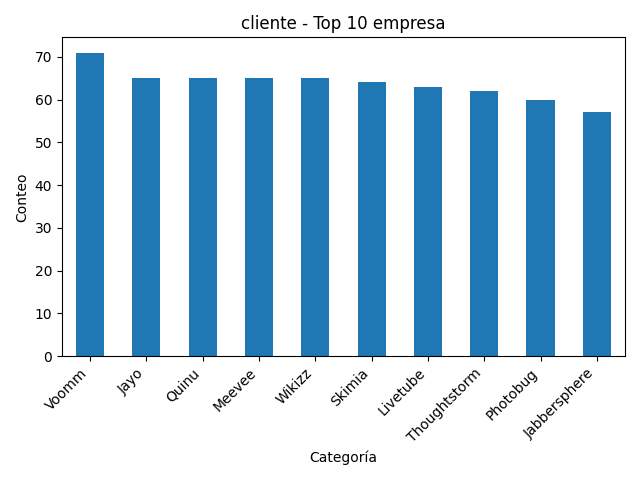 cliente - Top 10 empresa
Conteo
70
60
50
40
30
20
10
0
Voomm
Jayo
Quinu
Meevee
Wikizz
Skimia
Livetube
Thoughtstorm
Photobug
Jabbersphere
Categoría